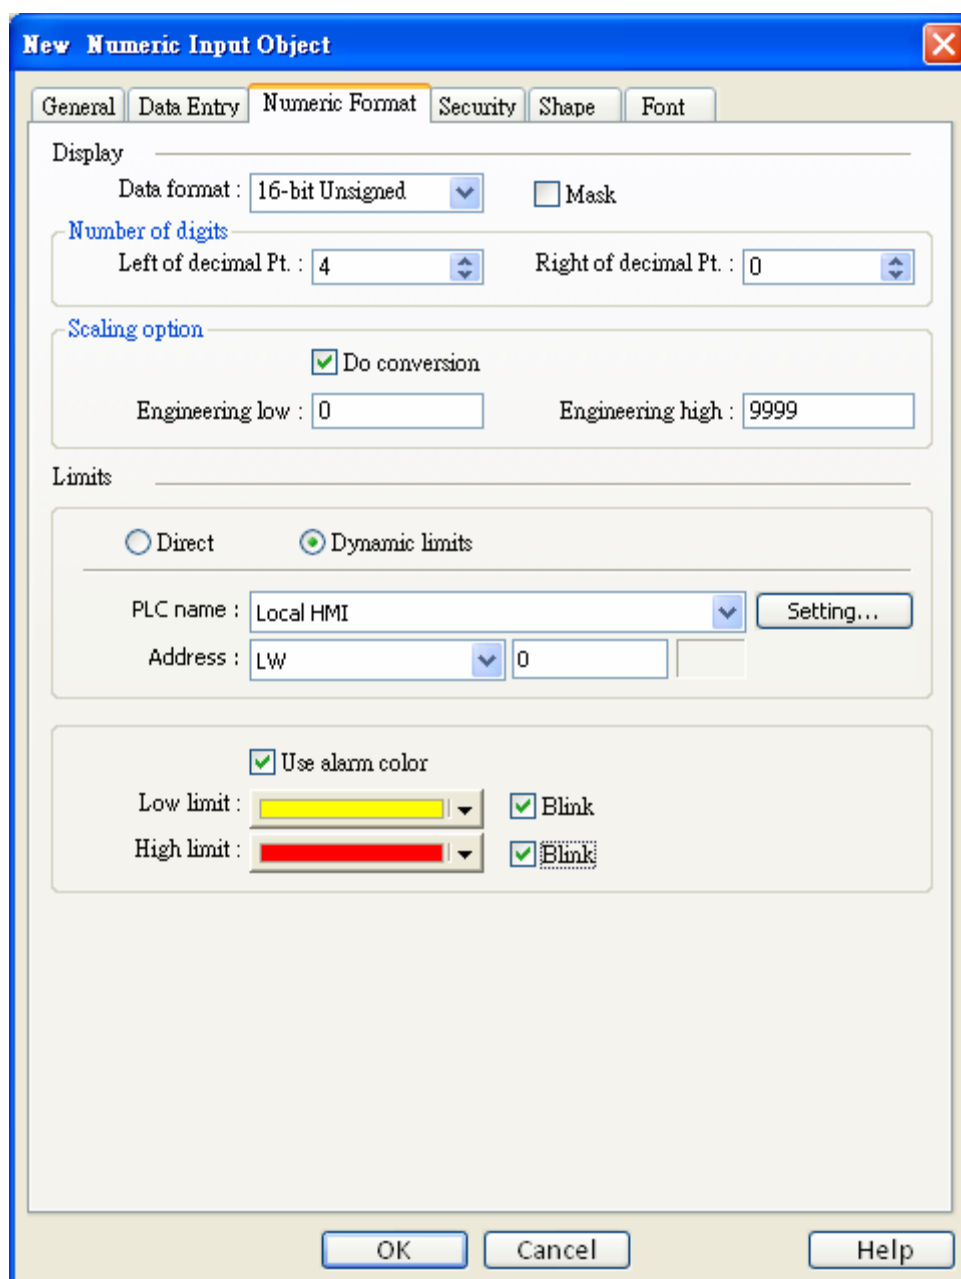 New Numeric Input Object
General Data Entry Numeric Format Security Shape Font
Display
Data format : 16-bit Unsigned Mask
Number of digits
Left of decimal Pt. : 4 Right of decimal Pt. : 0
Scaling option
Do conversion
Engineering low : 0 Engineering high : 9999
Limits
Direct Dynamic limits
PLC name : Local HMI Setting...
Address : LW 0
Use alarm color
Low limit : Blink
High limit : Blink
OK Cancel Help